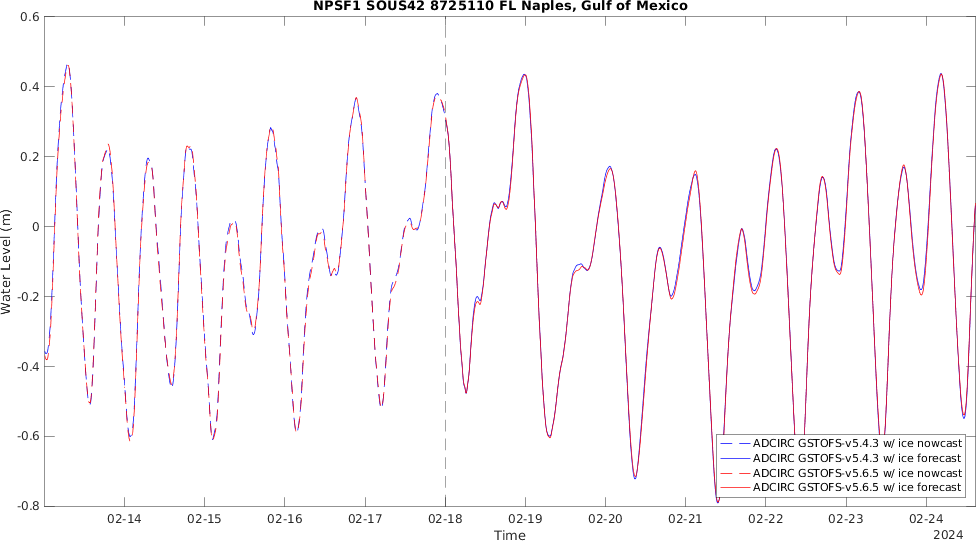 NPSF1 SOUS42 8725110 FL Naples, Gulf of Mexico
0.6
0.4
0.2
0
-0.2
-0.4
-0.6
-0.8
Water Level (m)
ADCIRC GSTOFS-v5.4.3 w/ ice nowcast
ADCIRC GSTOFS-v5.4.3 w/ ice forecast
ADCIRC GSTOFS-v5.6.5 w/ ice nowcast
ADCIRC GSTOFS-v5.6.5 w/ ice forecast
02-14 02-15 02-16 02-17 02-18 02-19 02-20 02-21 02-22 02-23 02-24
Time
2024